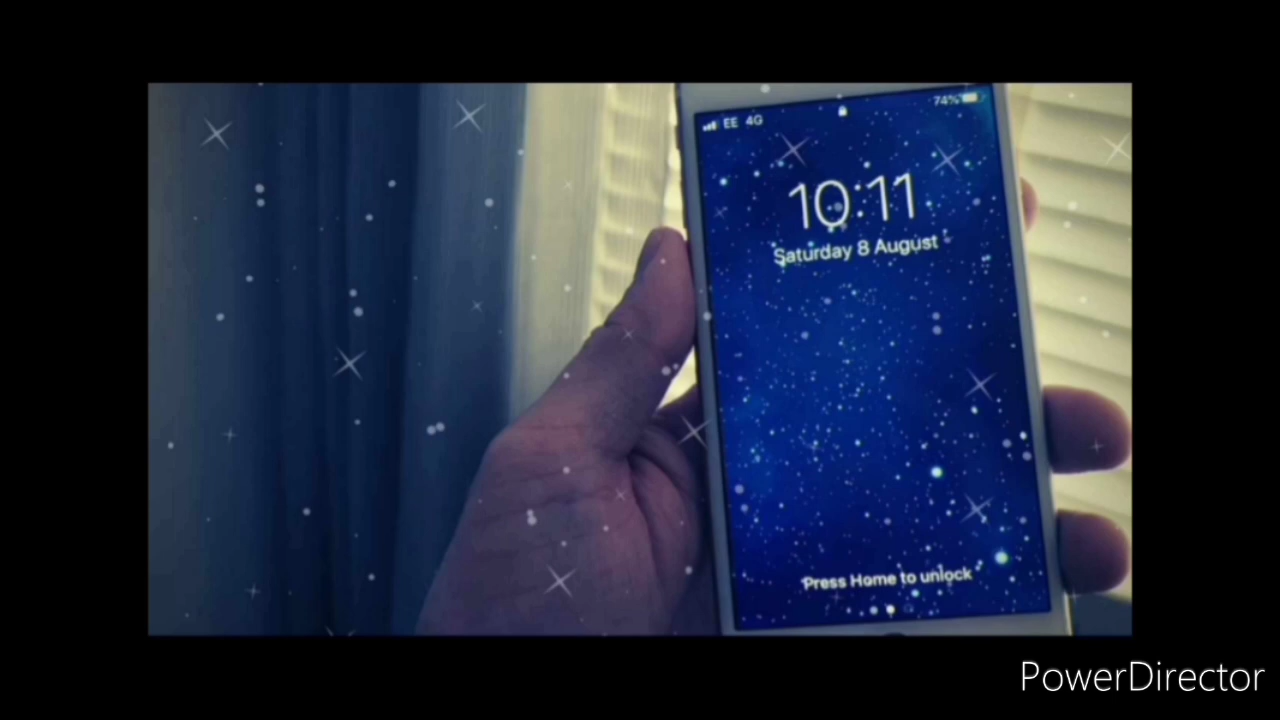 EE 4G
74%
10:11
Saturday 8 August
Press Home to unlock
PowerDirector